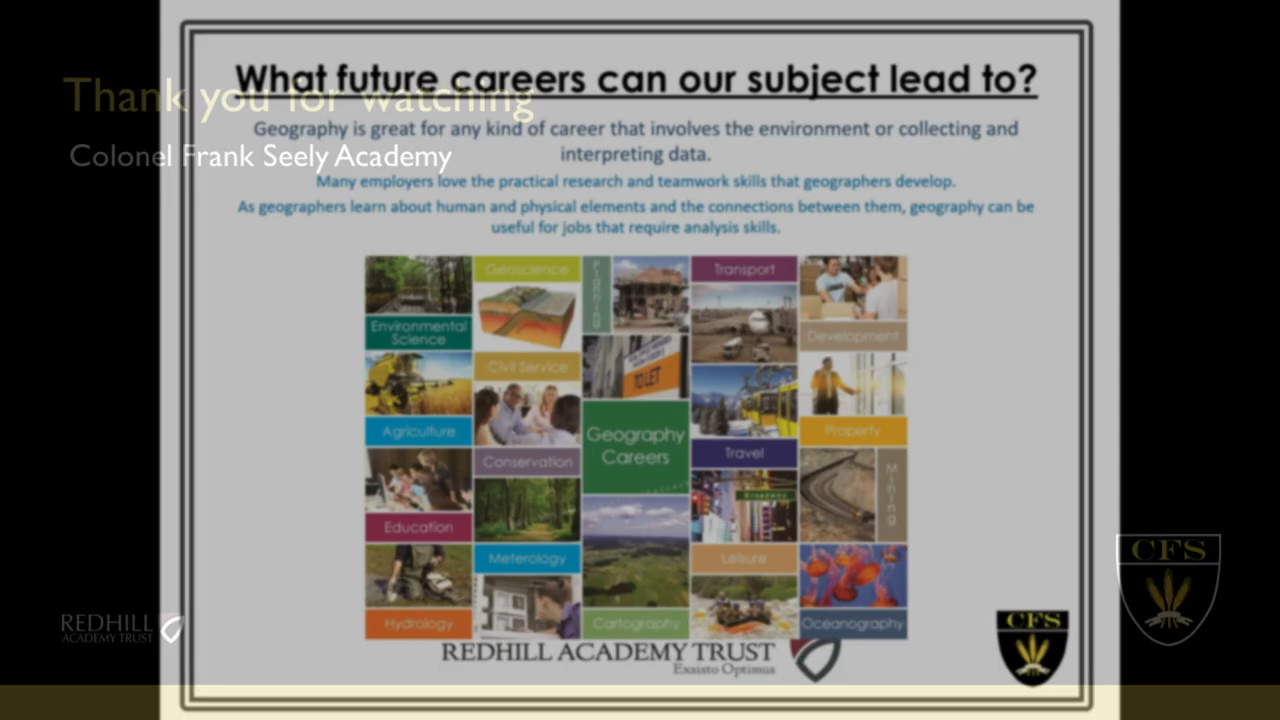 What future careers can our subject lead to?
Thank you for watching
Geography is great for any kind of career that involves the environment or collecting and
interpreting data.
Colonel Frank Seely Academy
Many employers love the practical research and teamwork skills that geographers develop.
As geographers learn about human and physical elements and the connections between them, geography can be
useful for jobs that require analysis skills.
Geoscience
Planning
Transport
Environmental
Science
Development
Civil Service
TO LET
Agriculture
Geography
Careers
Property
Conservation
Travel
Mining
Education
Meterology
Leisure
Hydrology
Cartography
Oceanography
REDHILL ACADEMY TRUST
Exxisto Optimus
CFS
CFS
REDHILL
ACADEMY TRUST